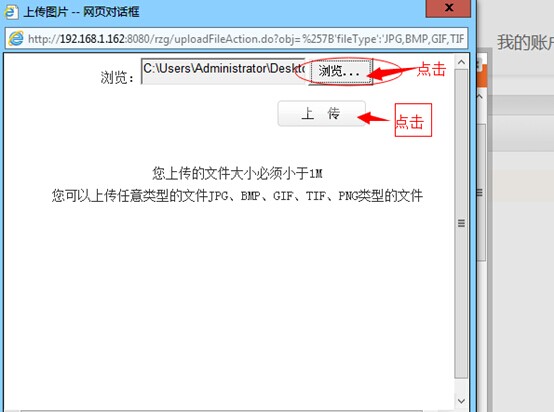 上传图片 -- 网页对话框
x
http://192.168.1.162:8080/rzg/uploadFileAction.do?obj=%257B'fileType':'JPG,BMP,GIF,TIF
我的账户
浏览:
C:\Users\Administrator\Deskto
浏览...
点击
上 传
点击
您上传的文件大小必须小于1M
您可以上传任意类型的文件JPG、BMP、GIF、TIF、PNG类型的文件